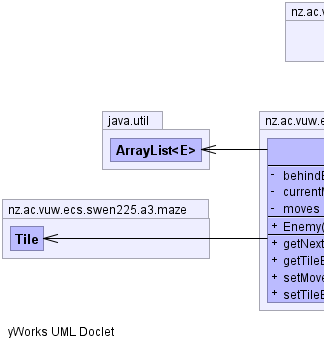 nz.ac.v
java.util
nz.ac.vuw.e
ArrayList<E>
- behindE
- currentM
- moves
nz.ac.vuw.ecs.swen225.a3.maze
+ Enemy(
Tile
+ getNext
+ getTileE
+ setMove
+ setTileE
yWorks UML Doclet